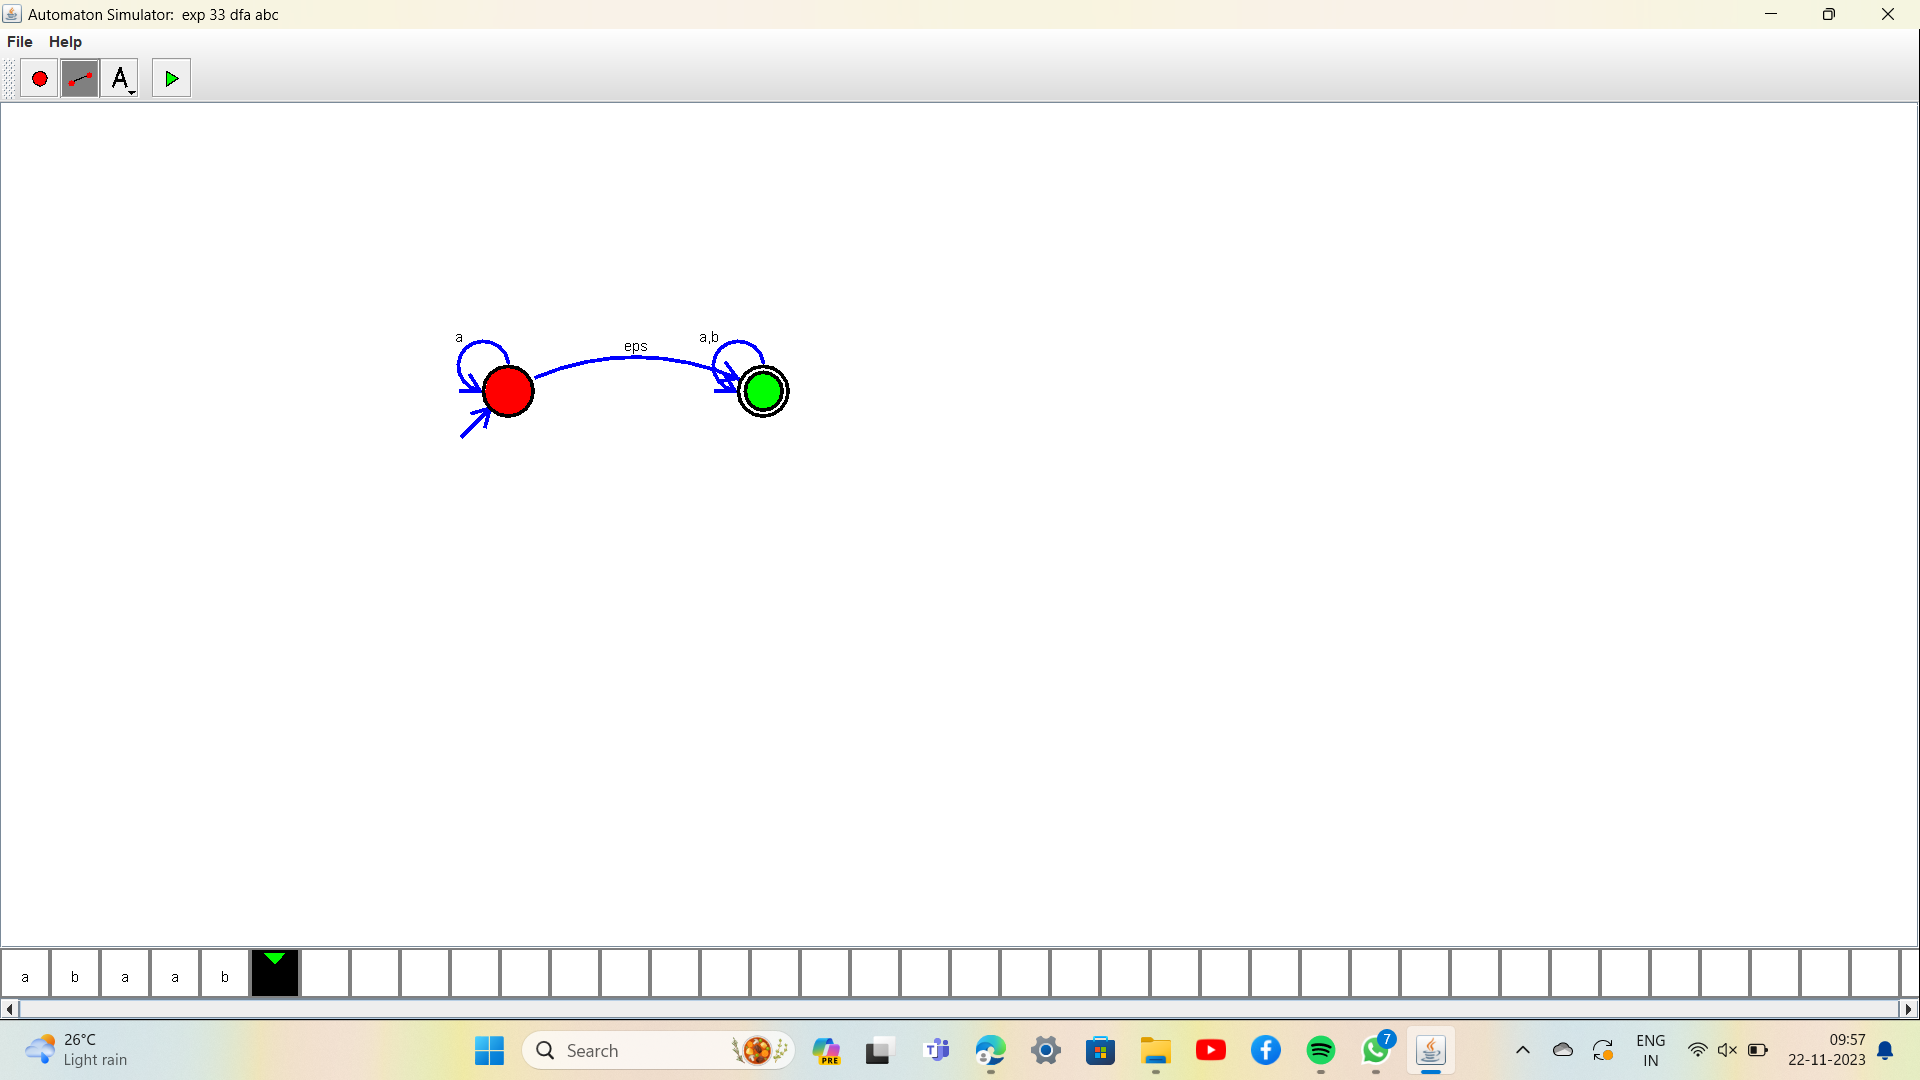 Automaton Simulator: exp 33 dfa abc
File Help
A
a
eps
a,b
a b a a b
26°C
Light rain
Search
PRE
7
ENG
IN
09:57
22-11-2023